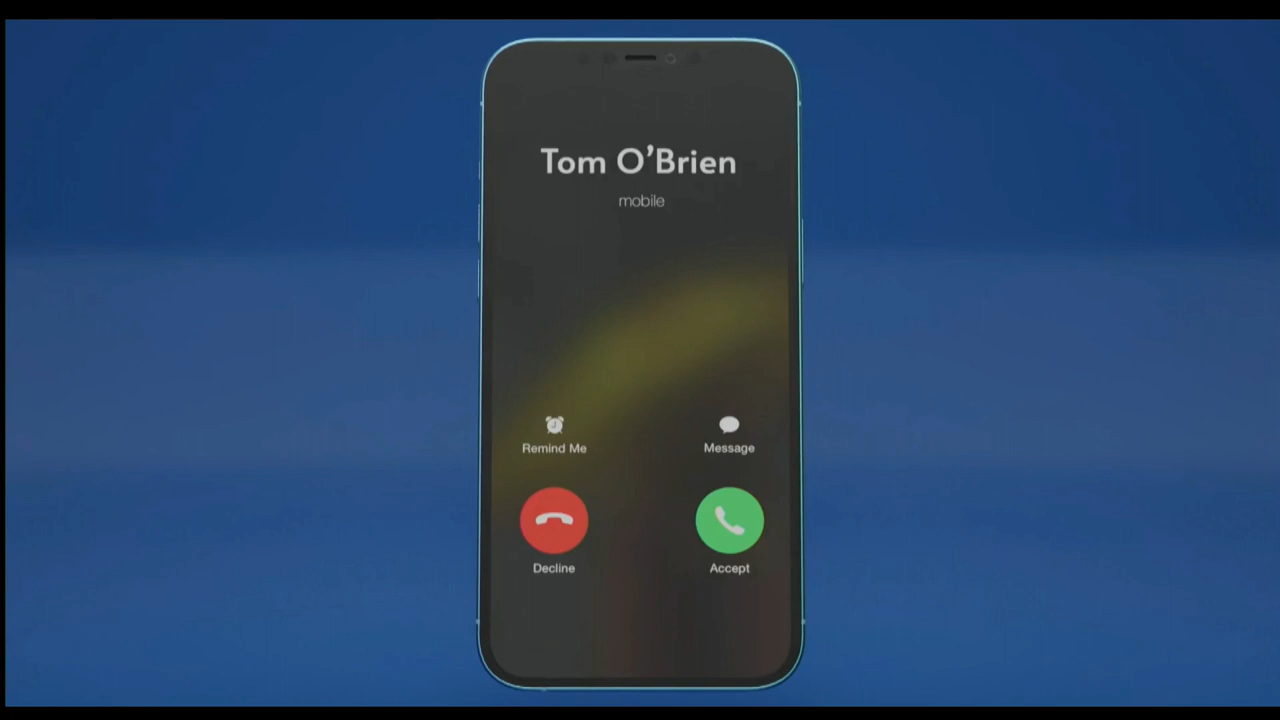 Tom O’Brien
mobile
Remind Me
Message
Decline
Accept